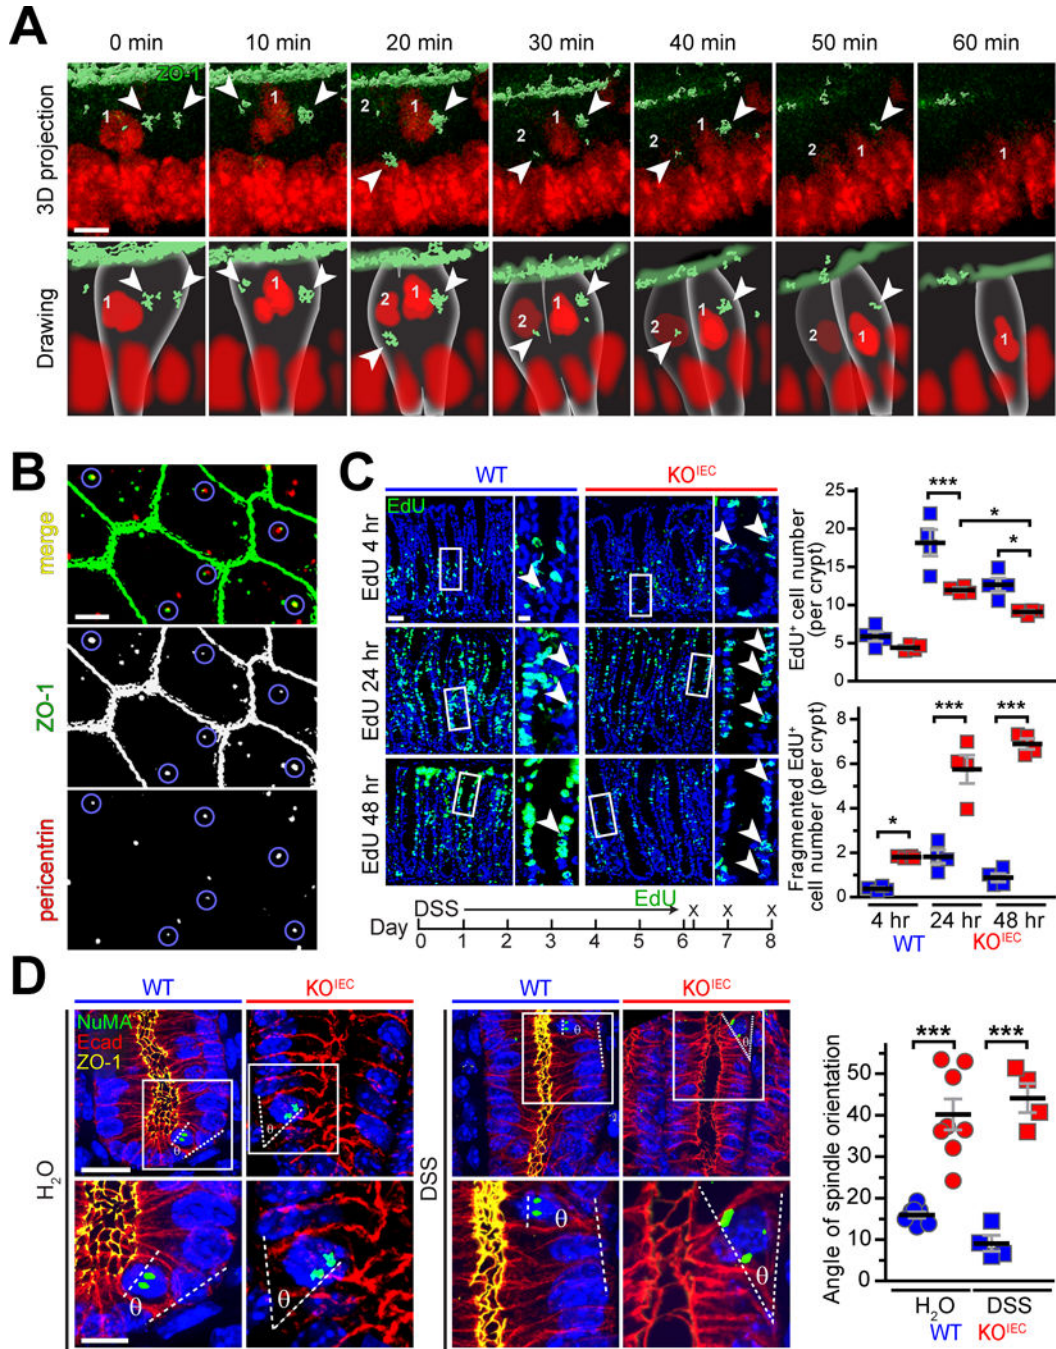 A
0 min 10 min 20 min 30 min 40 min 50 min 60 min
3D projection
ZO-1
1 1 2 1 2 1 2 1 2 1 1
Drawing
1 1 2 1 2 1 2 1 2 1 1
B
merge
ZO-1
pericentrin
C
WT KO^IEC
EdU
EdU 4 hr
EdU 24 hr
EdU 48 hr
DSS EdU x x x
Day 0 1 2 3 4 5 6 7 8
EdU+ cell number
(per crypt)
25
20
15
10
5
0
*** * *
Fragmented EdU+
cell number (per crypt)
8
6
4
2
0
* *** ***
4 hr 24 hr 48 hr
WT KO^IEC
D
WT KO^IEC WT KO^IEC
NuMA
Ecad
ZO-1
H₂O
DSS
θ θ θ θ
θ θ θ θ
Angle of spindle orientation
50
40
30
20
10
0
*** ***
H₂O DSS
WT KO^IEC